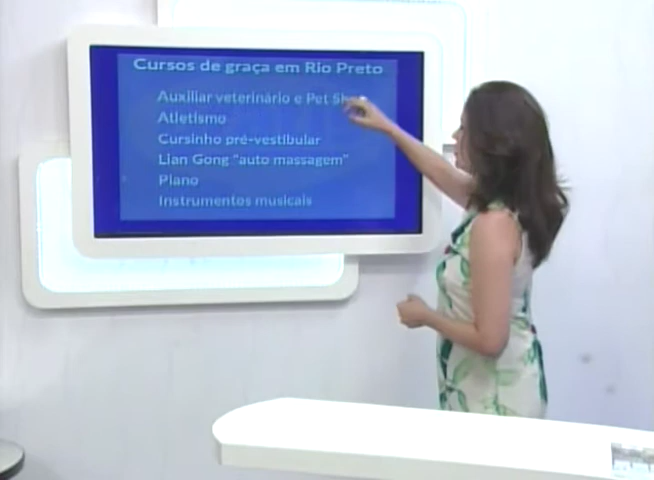 Cursos de graça em Rio Preto
Auxiliar veterinário e Pet Shop
Atletismo
Cursinho pré-vestibular
Lian Gong "auto massagem"
Piano
Instrumentos musicais